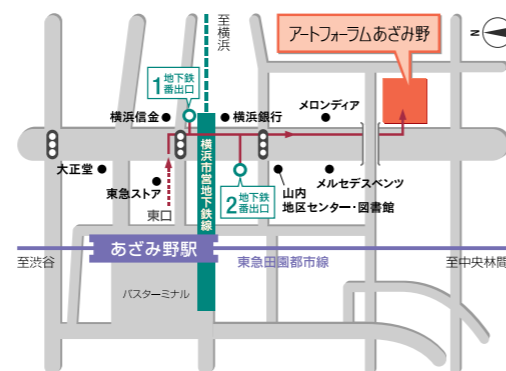 至横浜
アートフォーラムあざみ野
N
1 地下鉄
番出口
横浜信金
横浜銀行
メロンディア
大正堂
東急ストア
東口
横浜市営地下鉄線
2 地下鉄
番出口
山内
地区センター・図書館
メルセデスベンツ
あざみ野駅
至渋谷
東急田園都市線
至中央林間
バスターミナル